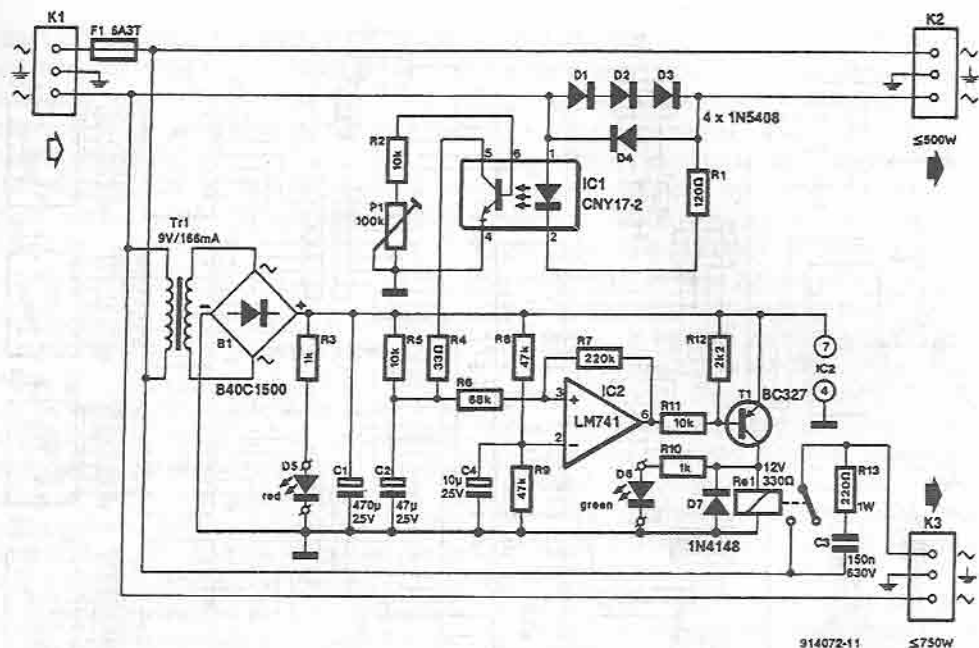 K1
F1 6A3T
K2
D1 D2 D3
4 x 1N5408
D4
≤500W
R2
10k
5 6 1
IC1
CNY17-2
R1
120Ω
P1
100k
4 2
Tr1
9V/166mA
B1
B40C1500
R3
1k
R5
10k
R4
33Ω
R8
47k
R7
220k
R12
2k2
7
IC2
4
R6
68k
3
+
IC2
LM741
6
2
−
R11
10k
T1
BC327
D5
red
C1
470µ
25V
C2
47µ
25V
C4
10µ
25V
R9
47k
R10
1k
D6
green
D7
1N4148
12V
Re1
330Ω
R13
220Ω
1W
C3
150n
630V
K3
914072-11
≤750W